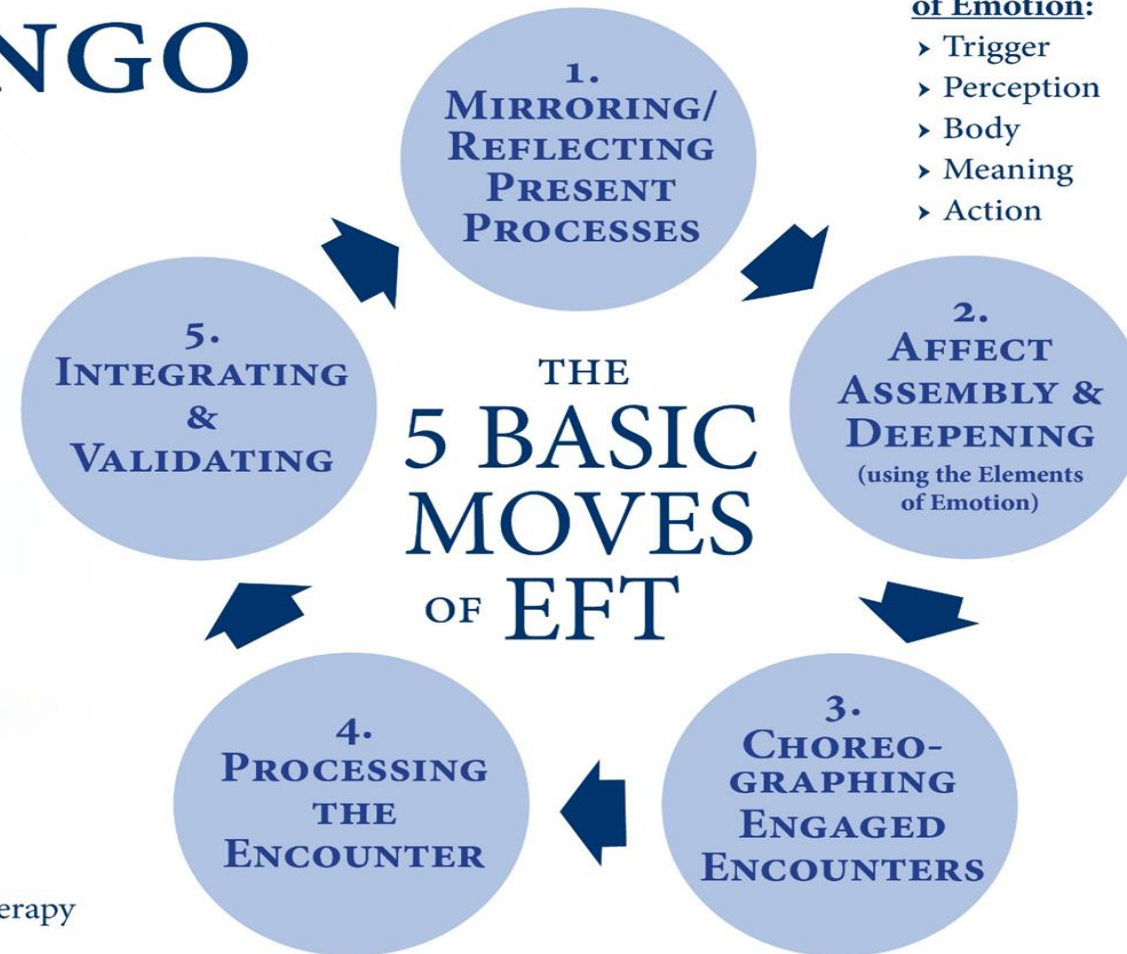 NGO
of Emotion:
➤ Trigger
➤ Perception
➤ Body
➤ Meaning
➤ Action
1.
MIRRORING/
REFLECTING
PRESENT
PROCESSES
2.
AFFECT
ASSEMBLY &
DEEPENING
(using the Elements
of Emotion)
3.
CHOREO-
GRAPHING
ENGAGED
ENCOUNTERS
4.
PROCESSING
THE
ENCOUNTER
5.
INTEGRATING
&
VALIDATING
THE
5 BASIC
MOVES
OF EFT
erapy